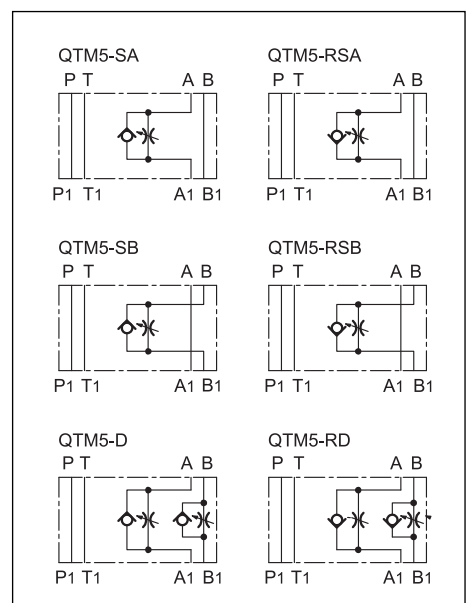 QTM5-SA
P T A B
P1 T1 A1 B1
QTM5-RSA
P T A B
P1 T1 A1 B1
QTM5-SB
P T A B
P1 T1 A1 B1
QTM5-RSB
P T A B
P1 T1 A1 B1
QTM5-D
P T A B
P1 T1 A1 B1
QTM5-RD
P T A B
P1 T1 A1 B1